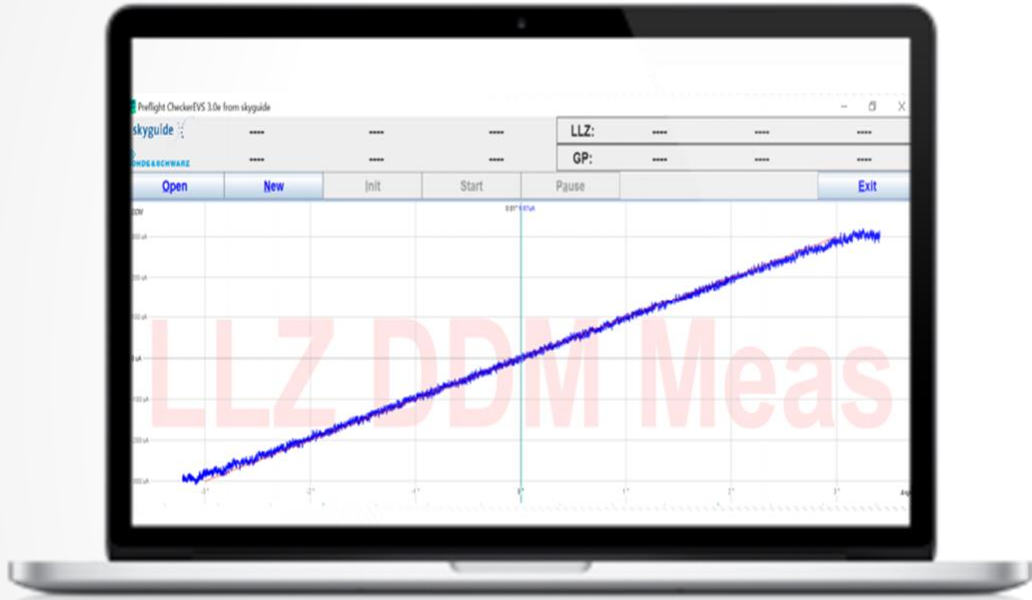 Preflight CheckerEVS 3.0e from skyguide
skyguide ---- ---- ---- LLZ: ---- ---- ----
---- ---- ---- GP: ---- ---- ----
Open New Init Start Pause Exit
LLZ DDM Meas